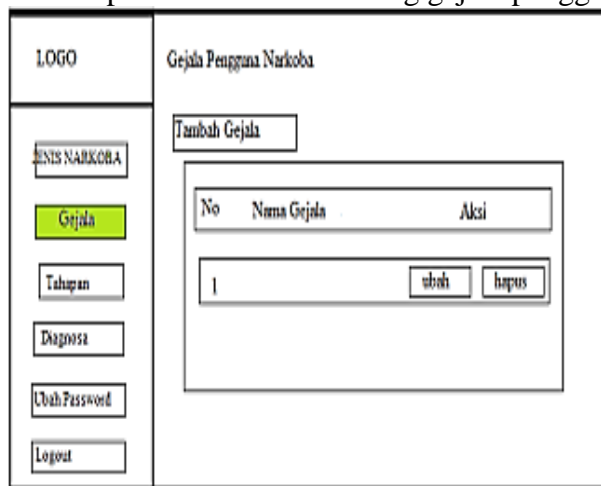 LOGO
Gejala Pengguna Narkoba
Tambah Gejala
JENIS NARKOBA
Gejala
Tahapan
Diagnosa
Ubah Password
Logout
No Nama Gejala Aksi
1 ubah hapus